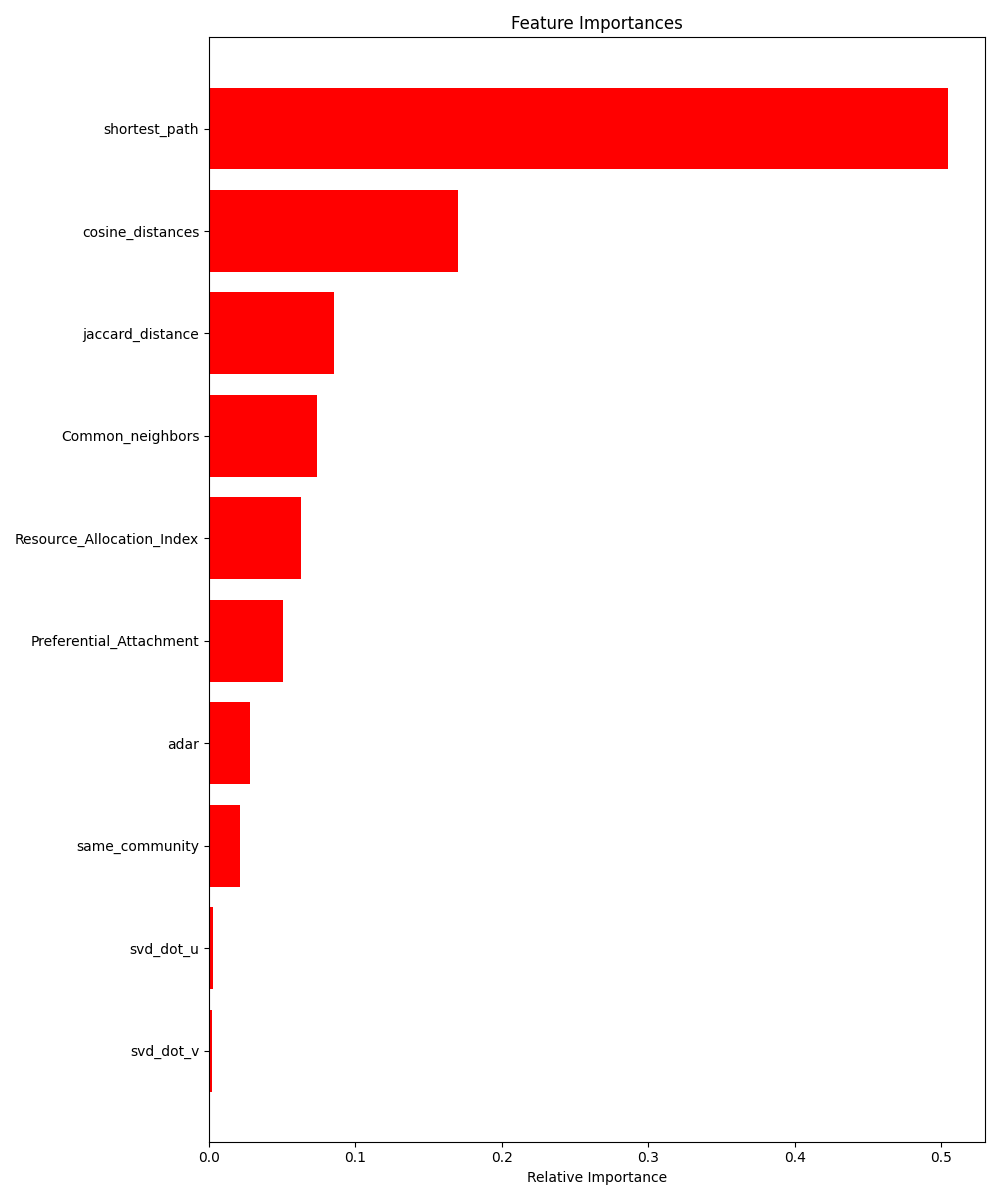 Feature Importances
shortest_path
cosine_distances
jaccard_distance
Common_neighbors
Resource_Allocation_Index
Preferential_Attachment
adar
same_community
svd_dot_u
svd_dot_v
0.0 0.1 0.2 0.3 0.4 0.5
Relative Importance